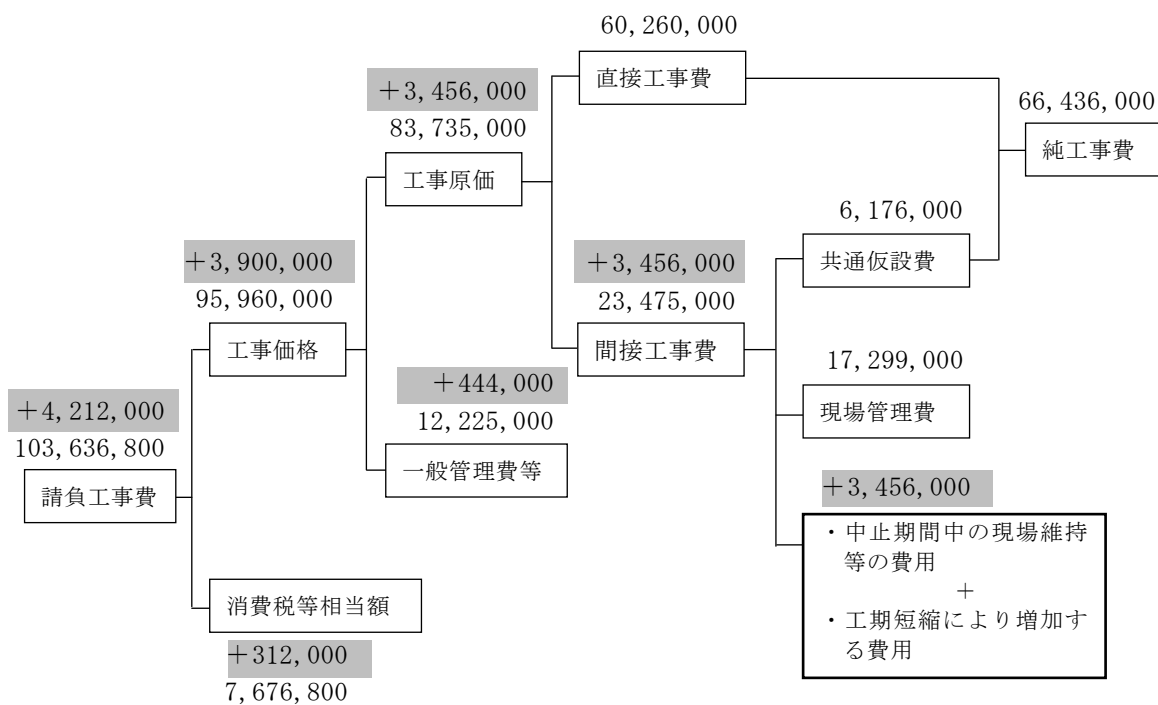 60,260,000
直接工事費
+3,456,000
83,735,000
工事原価
66,436,000
純工事費
6,176,000
共通仮設費
+3,900,000
95,960,000
工事価格
+3,456,000
23,475,000
間接工事費
17,299,000
現場管理費
+444,000
12,225,000
一般管理費等
+4,212,000
103,636,800
請負工事費
+3,456,000
・中止期間中の現場維持
等の費用
+
・工期短縮により増加す
る費用
消費税等相当額
+312,000
7,676,800